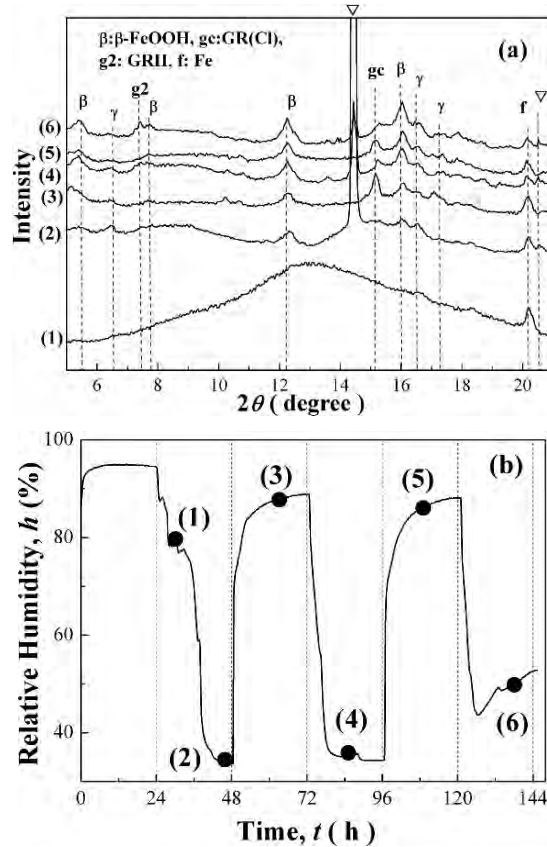 ▽
β:β-FeOOH, gc:GR(Cl), (a)
g2: GRII, f: Fe
β γ g2 β β gc β γ γ f ▽
(6)
(5)
(4)
(3)
(2)
(1)
Intensity
6 8 10 12 14 16 18 20
2θ ( degree )
100 (b)
80
60
40
(1)
(2)
(3)
(4)
(5)
(6)
Relative Humidity, h (%)
0 24 48 72 96 120 144
Time, t ( h )